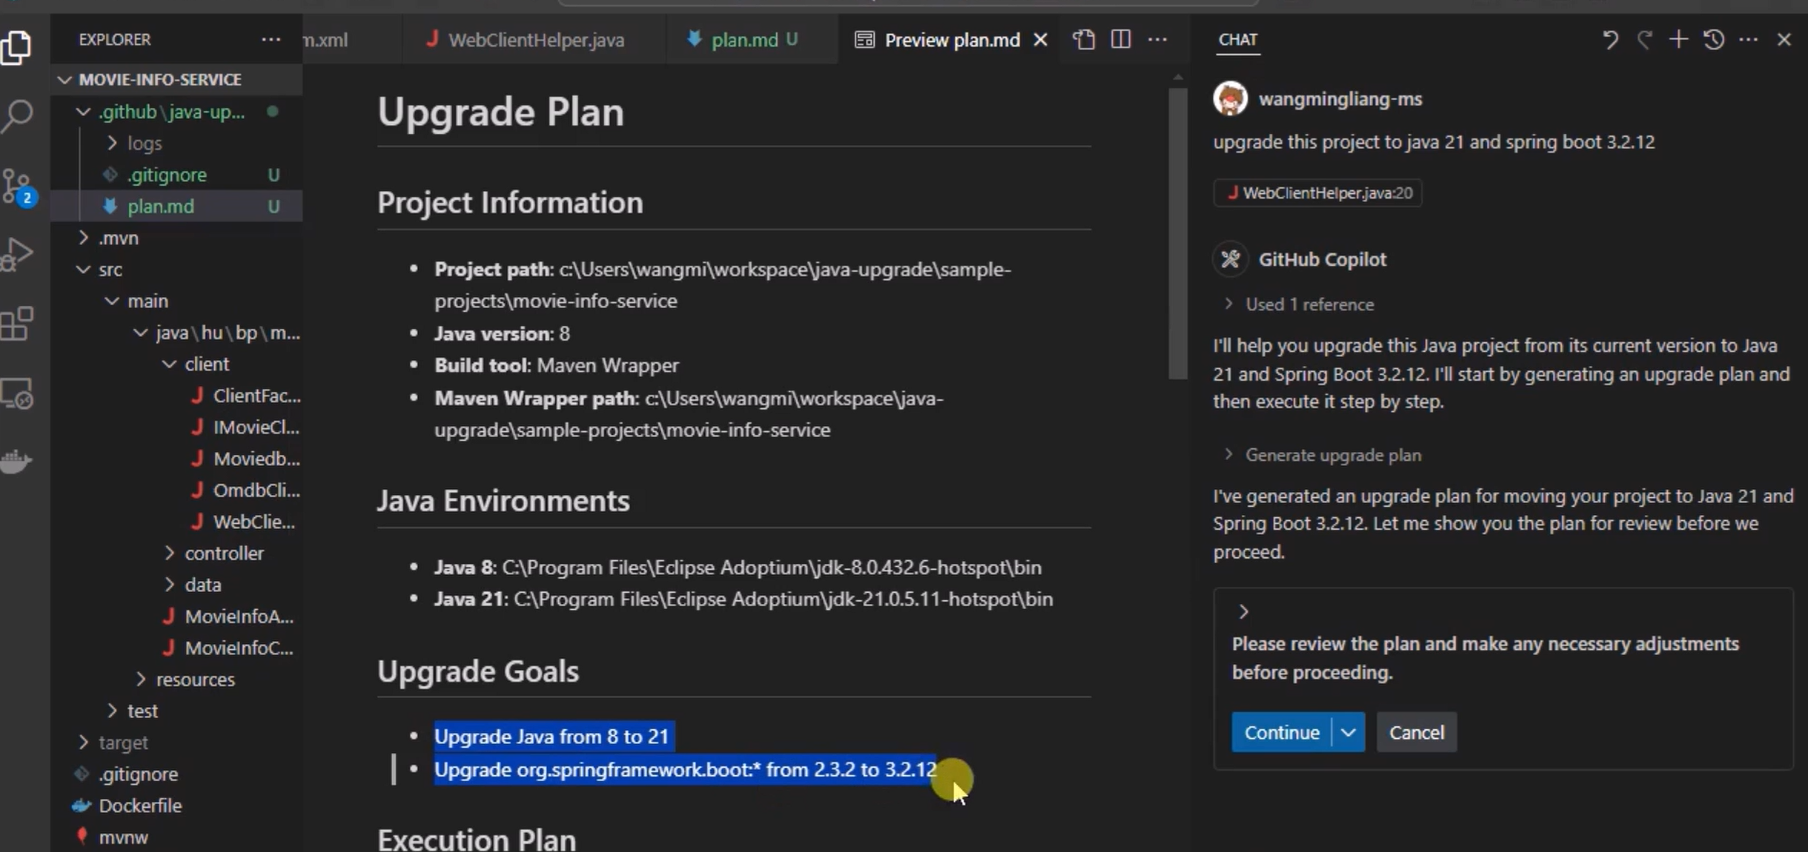 EXPLORER
MOVIE-INFO-SERVICE
.github\java-up...
logs
.gitignore U
plan.md U
.mvn
src
main
java\hu\bp\m...
client
ClientFac...
IMovieCl...
Moviedb...
OmdbCli...
WebClie...
controller
data
MovieInfoA...
MovieInfoC...
resources
test
target
.gitignore
Dockerfile
mvnw
2
m.xml
WebClientHelper.java
plan.md U
Preview plan.md
Upgrade Plan
Project Information
Project path: c:\Users\wangmi\workspace\java-upgrade\sample-
projects\movie-info-service
Java version: 8
Build tool: Maven Wrapper
Maven Wrapper path: c:\Users\wangmi\workspace\java-
upgrade\sample-projects\movie-info-service
Java Environments
Java 8: C:\Program Files\Eclipse Adoptium\jdk-8.0.432.6-hotspot\bin
Java 21: C:\Program Files\Eclipse Adoptium\jdk-21.0.5.11-hotspot\bin
Upgrade Goals
Upgrade Java from 8 to 21
Upgrade org.springframework.boot:* from 2.3.2 to 3.2.12
Execution Plan
CHAT
wangmingliang-ms
upgrade this project to java 21 and spring boot 3.2.12
WebClientHelper.java:20
GitHub Copilot
Used 1 reference
I'll help you upgrade this Java project from its current version to Java
21 and Spring Boot 3.2.12. I'll start by generating an upgrade plan and
then execute it step by step.
Generate upgrade plan
I've generated an upgrade plan for moving your project to Java 21 and
Spring Boot 3.2.12. Let me show you the plan for review before we
proceed.
Please review the plan and make any necessary adjustments
before proceeding.
Continue
Cancel